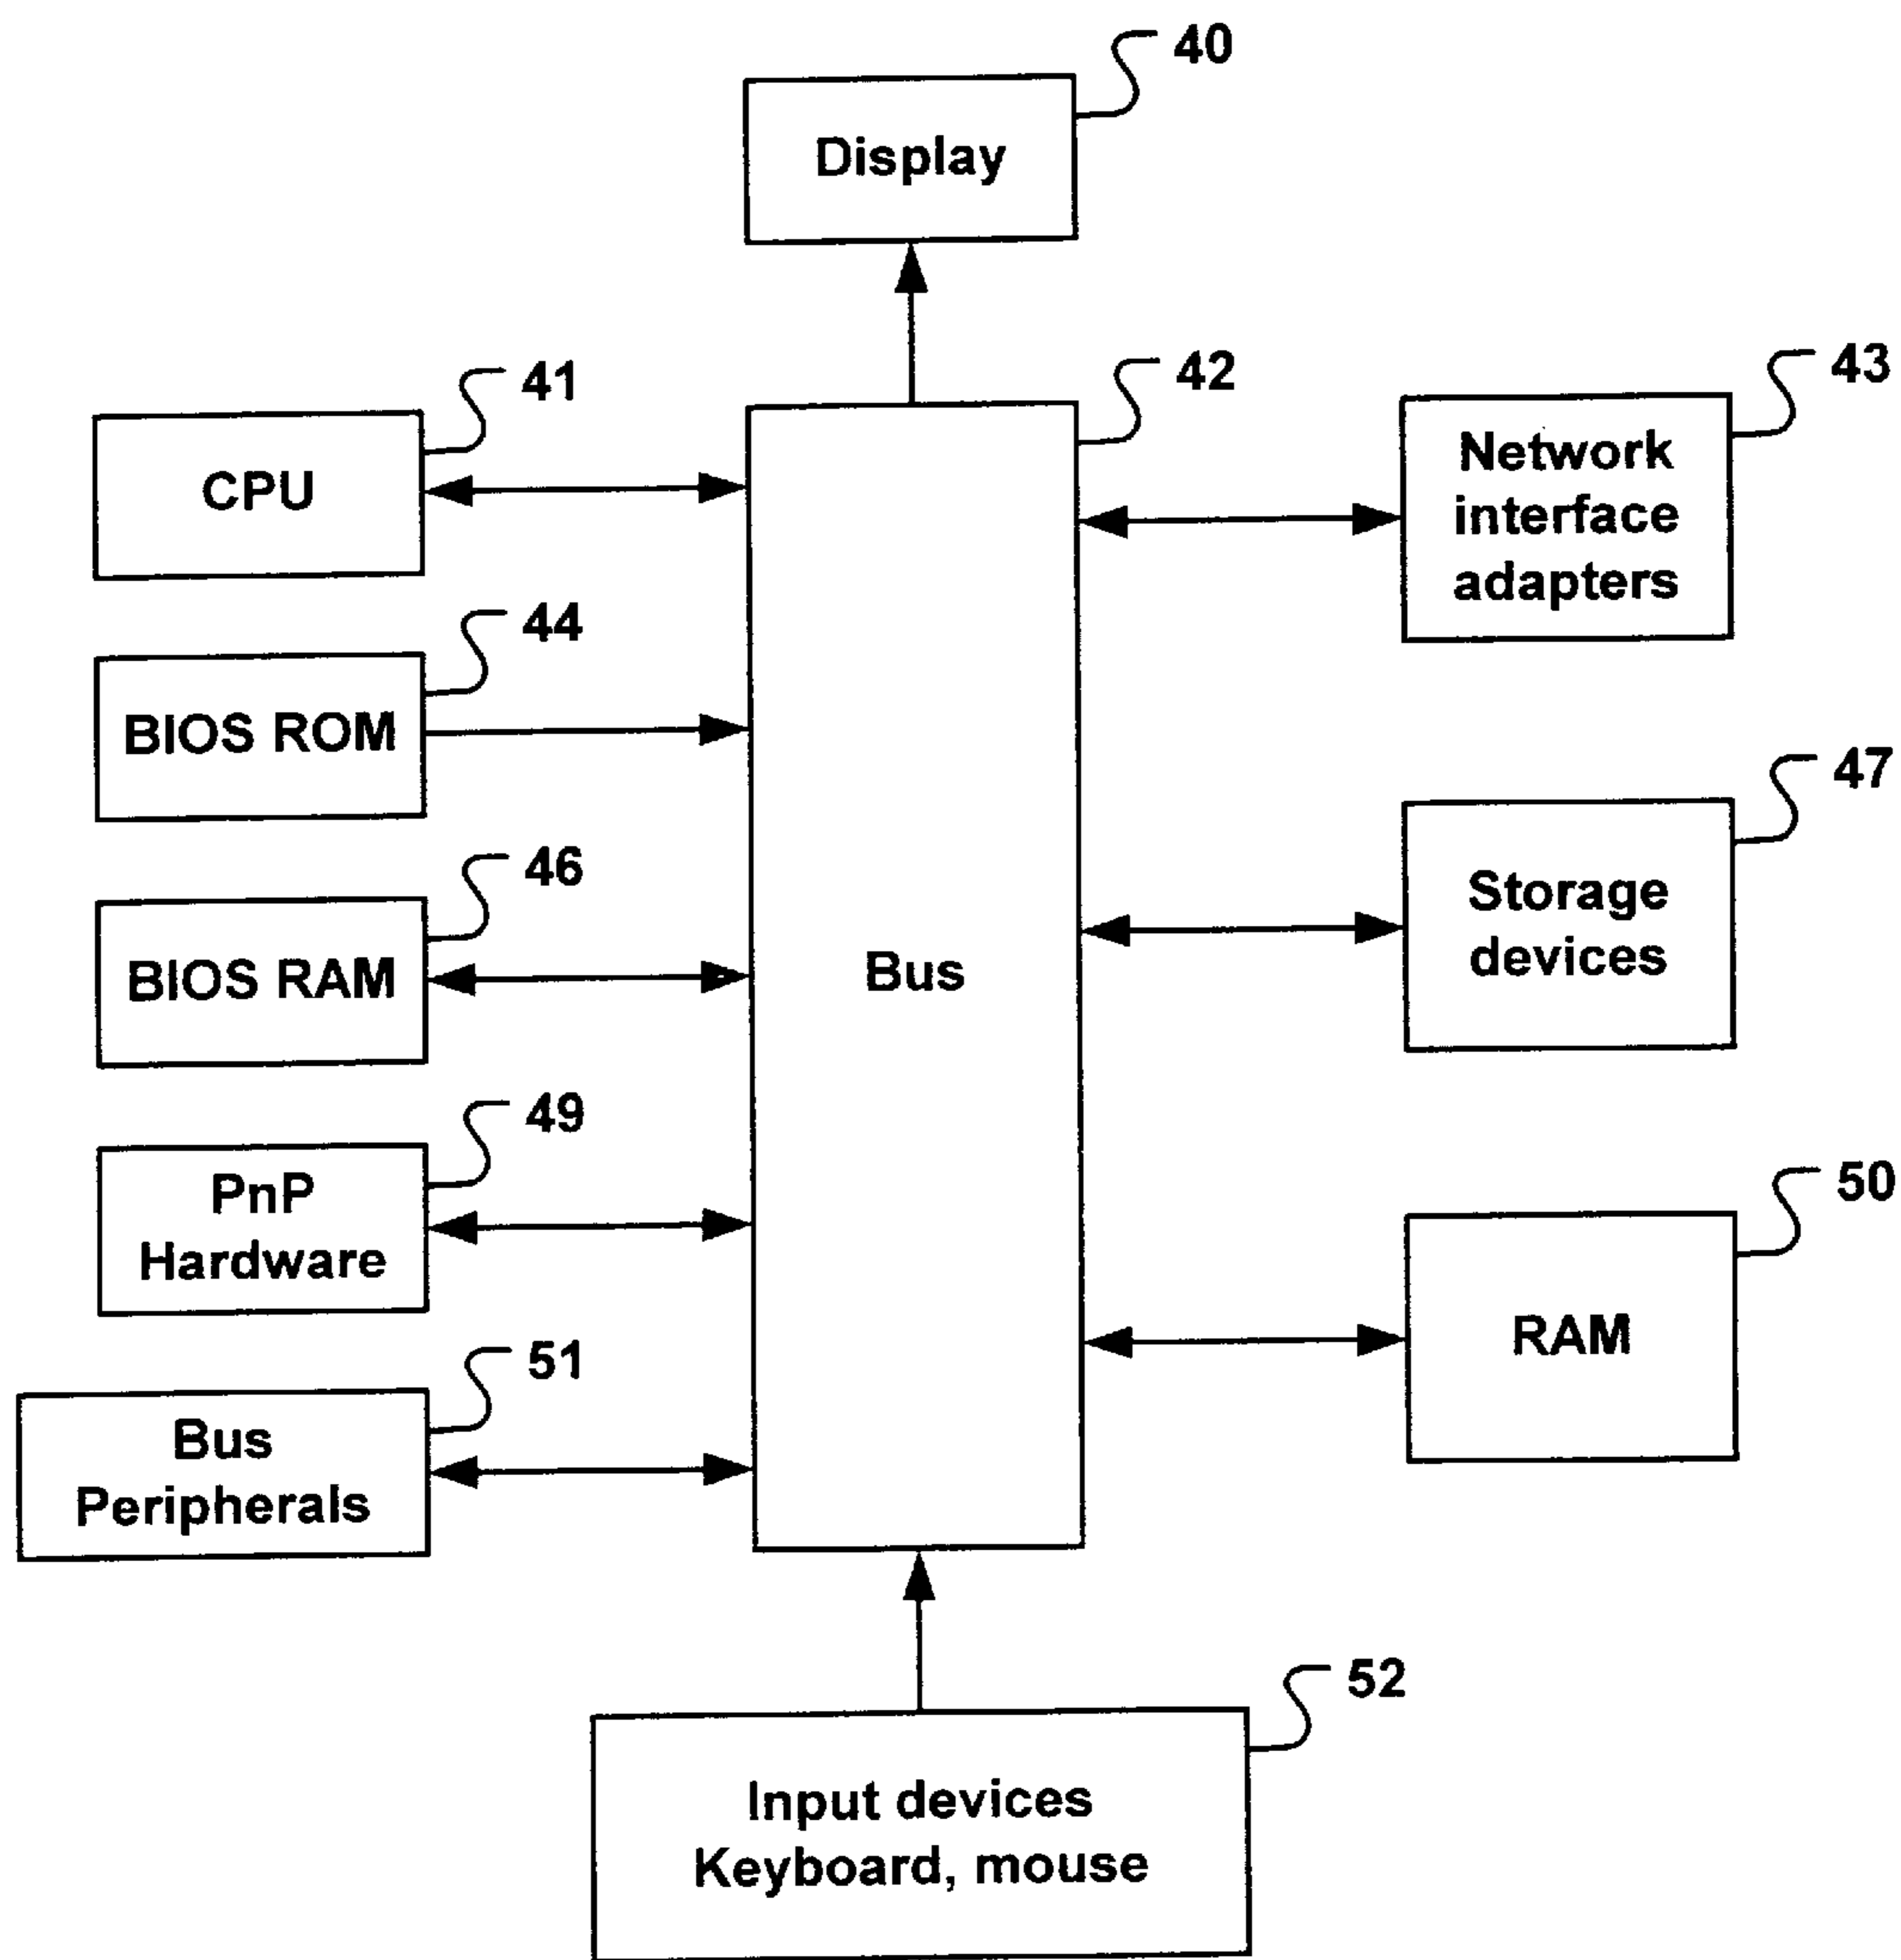 40
Display
41
CPU
42
43
Network
interface
adapters
44
BIOS ROM
47
Storage
devices
46
BIOS RAM
Bus
49
PnP
Hardware
50
RAM
51
Bus
Peripherals
52
Input devices
Keyboard, mouse